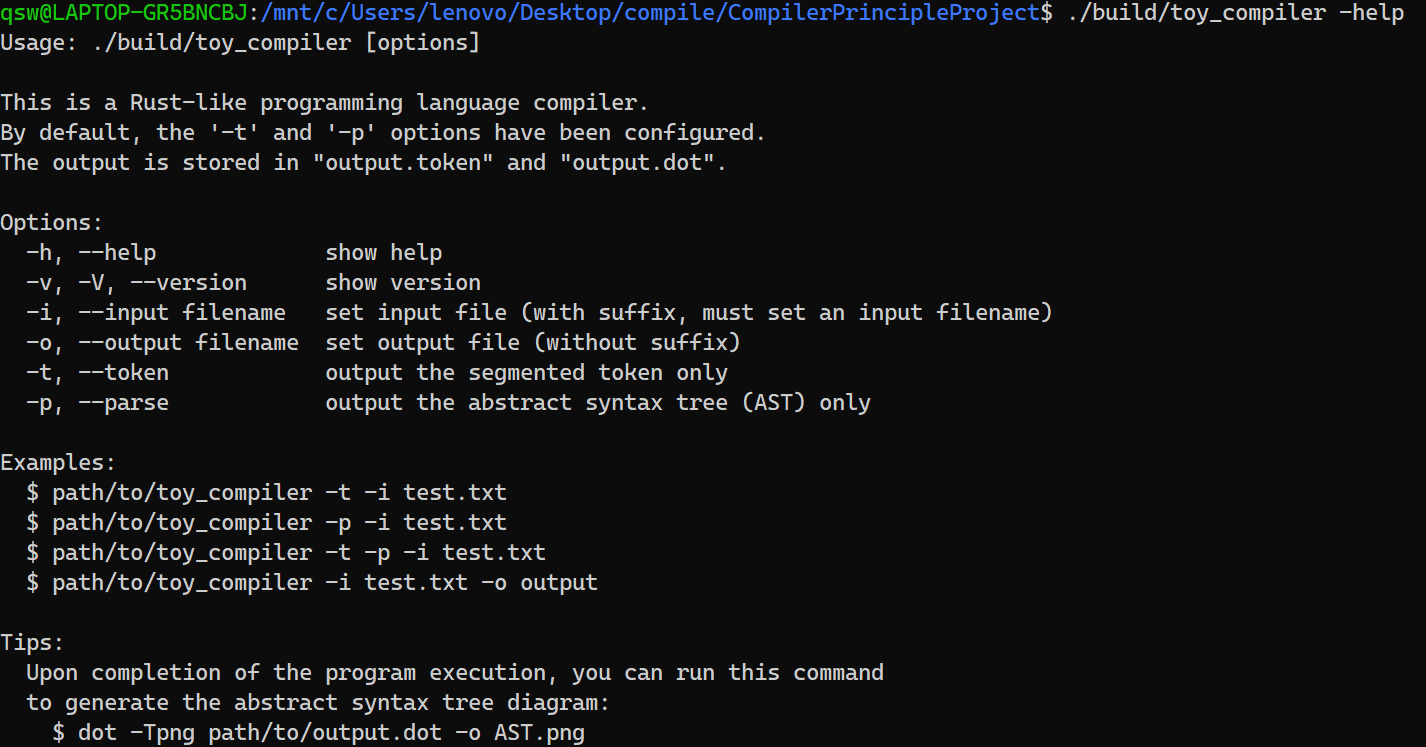 qsw@LAPTOP-GR5BNCBJ:/mnt/c/Users/lenovo/Desktop/compile/CompilerPrincipleProject$ ./build/toy_compiler -help
Usage: ./build/toy_compiler [options]

This is a Rust-like programming language compiler.
By default, the '-t' and '-p' options have been configured.
The output is stored in "output.token" and "output.dot".

Options:
  -h, --help             show help
  -v, -V, --version      show version
  -i, --input filename   set input file (with suffix, must set an input filename)
  -o, --output filename  set output file (without suffix)
  -t, --token            output the segmented token only
  -p, --parse            output the abstract syntax tree (AST) only

Examples:
  $ path/to/toy_compiler -t -i test.txt
  $ path/to/toy_compiler -p -i test.txt
  $ path/to/toy_compiler -t -p -i test.txt
  $ path/to/toy_compiler -i test.txt -o output

Tips:
  Upon completion of the program execution, you can run this command
  to generate the abstract syntax tree diagram:
    $ dot -Tpng path/to/output.dot -o AST.png